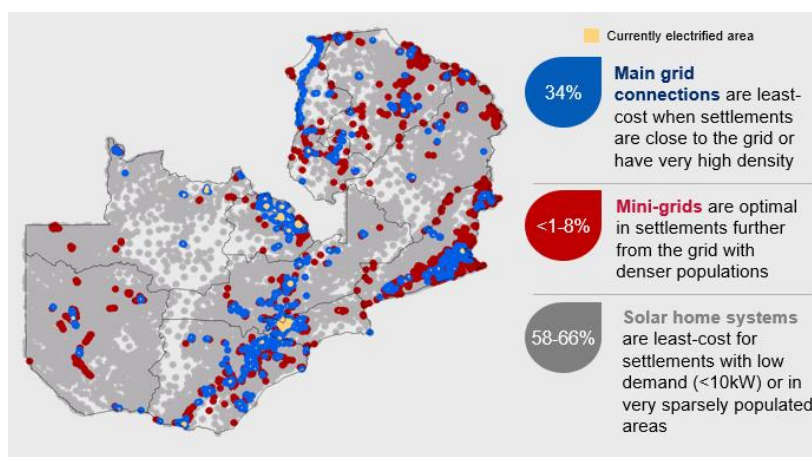 Currently electrified area
34%
Main grid
connections are least-
cost when settlements
are close to the grid or
have very high density
<1-8%
Mini-grids are optimal
in settlements further
from the grid with
denser populations
58-66%
Solar home systems
are least-cost for
settlements with low
demand (<10kW) or in
very sparsely populated
areas